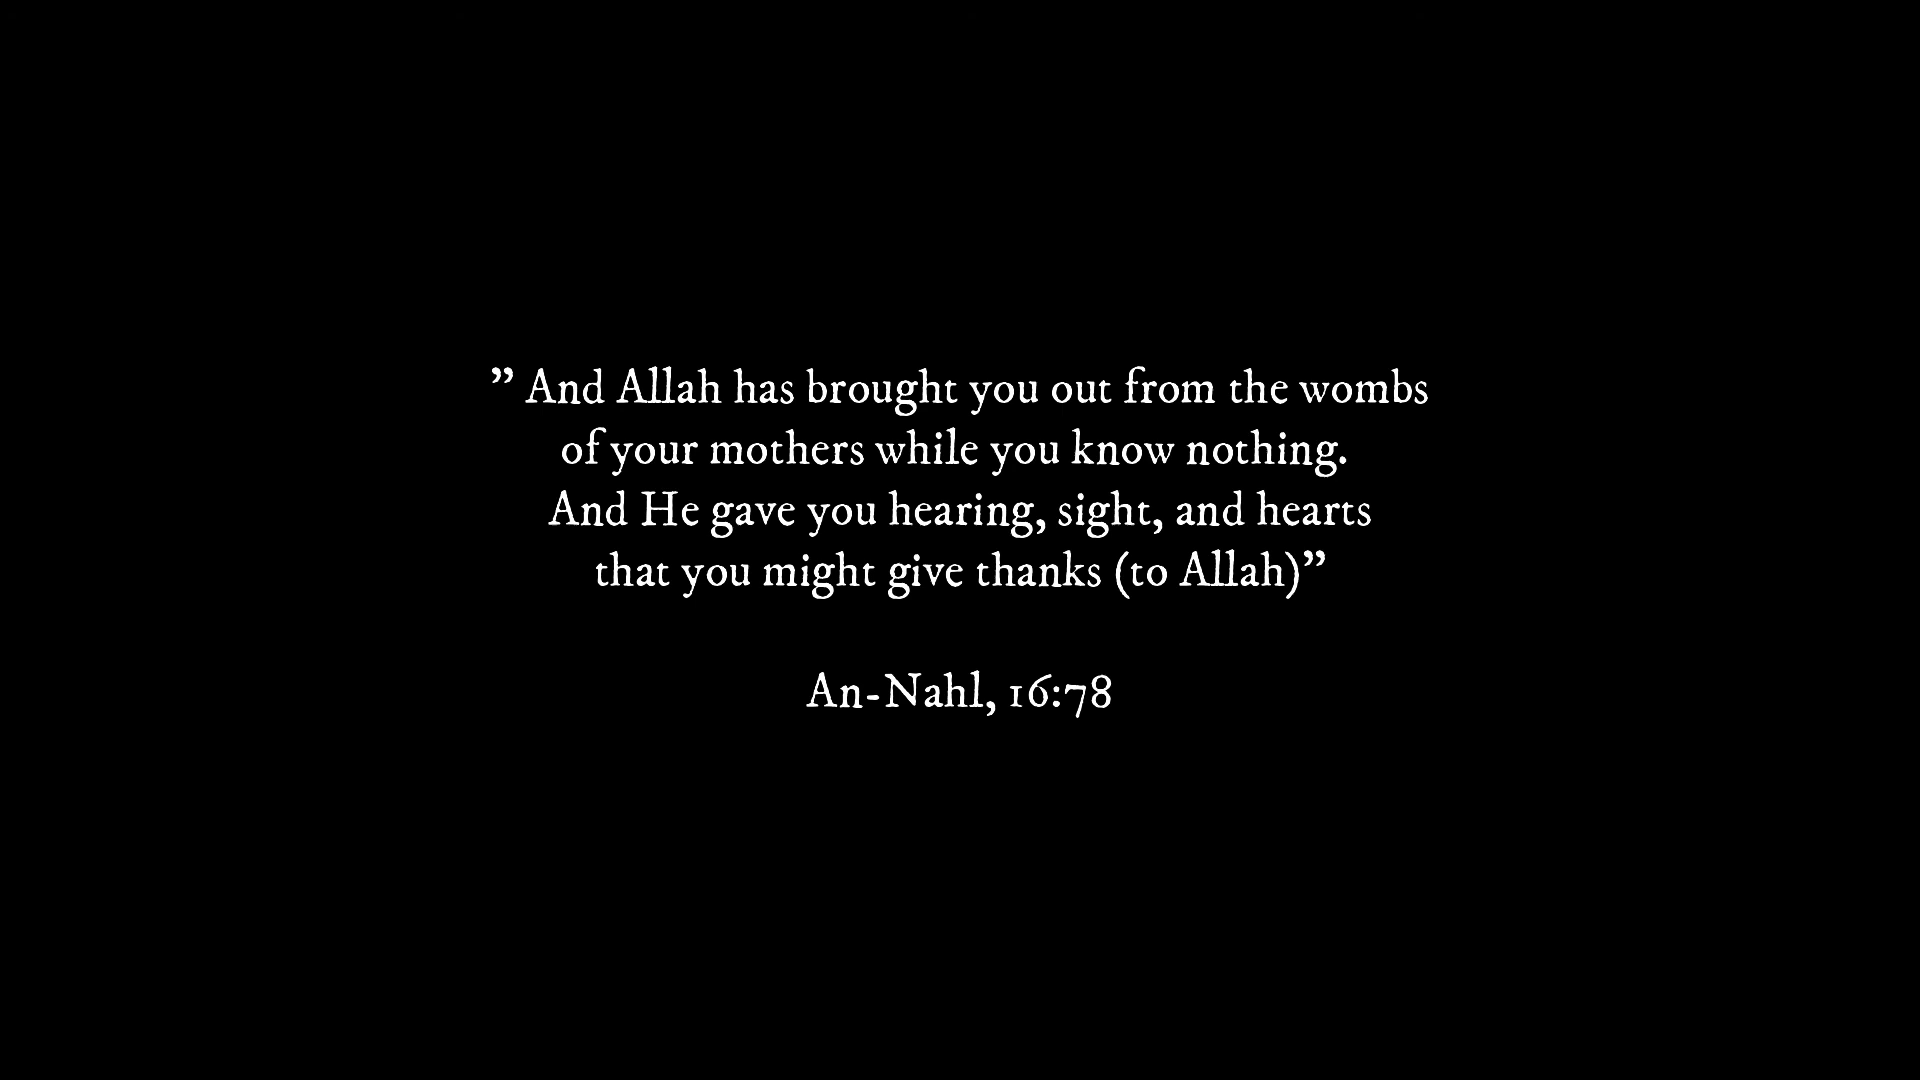 ” And Allah has brought you out from the wombs
of your mothers while you know nothing.
And He gave you hearing, sight, and hearts
that you might give thanks (to Allah)”
An-Nahl, 16:78